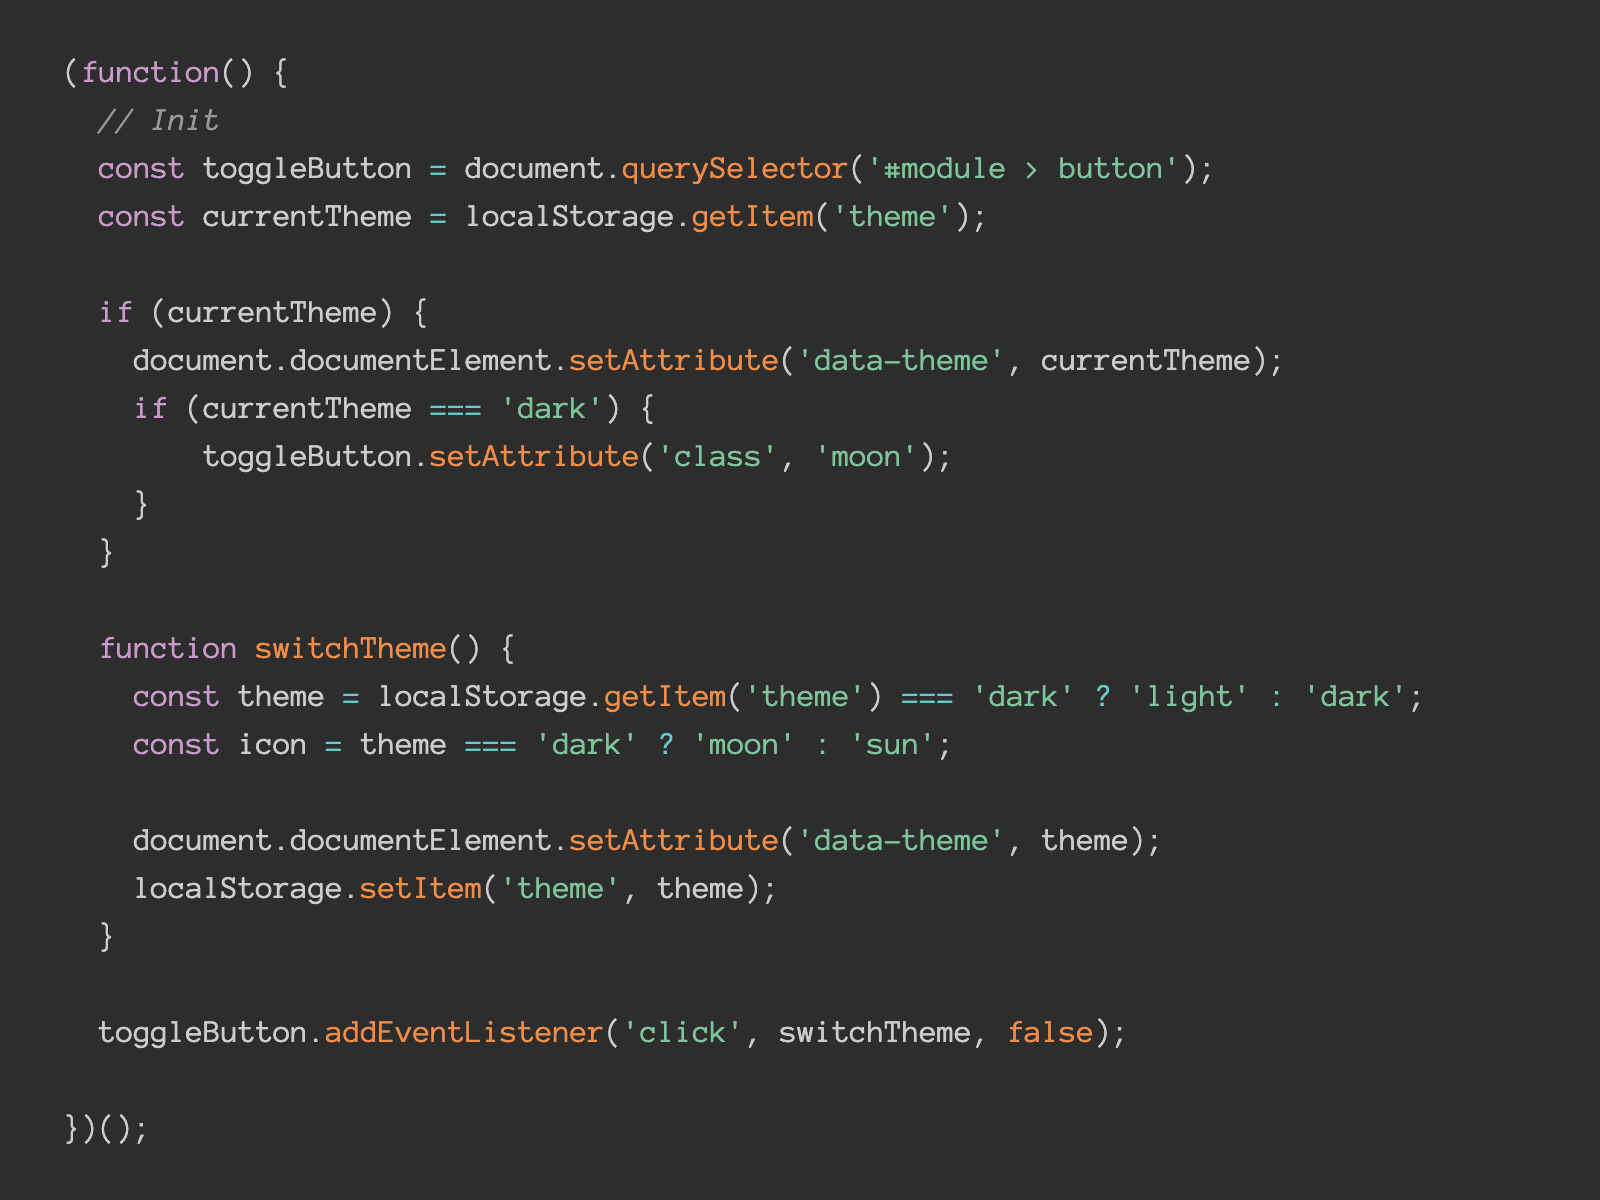 (function() {
  // Init
  const toggleButton = document.querySelector('#module > button');
  const currentTheme = localStorage.getItem('theme');

  if (currentTheme) {
    document.documentElement.setAttribute('data-theme', currentTheme);
    if (currentTheme === 'dark') {
        toggleButton.setAttribute('class', 'moon');
    }
  }

  function switchTheme() {
    const theme = localStorage.getItem('theme') === 'dark' ? 'light' : 'dark';
    const icon = theme === 'dark' ? 'moon' : 'sun';

    document.documentElement.setAttribute('data-theme', theme);
    localStorage.setItem('theme', theme);
  }

  toggleButton.addEventListener('click', switchTheme, false);

})();